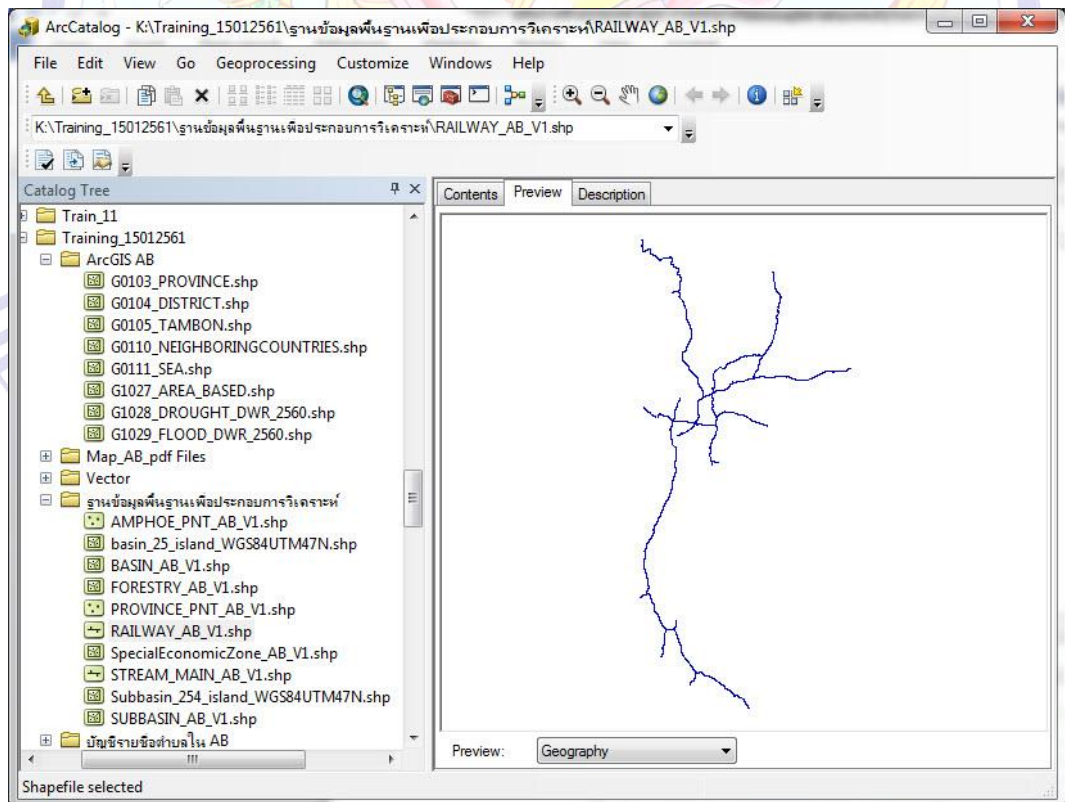 ArcCatalog - K:\Training_15012561\ฐานข้อมูลพื้นฐานเพื่อประกอบการวิเคราะห์\RAILWAY_AB_V1.shp
File Edit View Go Geoprocessing Customize Windows Help
K:\Training_15012561\ฐานข้อมูลพื้นฐานเพื่อประกอบการวิเคราะห์\RAILWAY_AB_V1.shp
Catalog Tree
Contents Preview Description
Train_11
Training_15012561
ArcGIS AB
G0103_PROVINCE.shp
G0104_DISTRICT.shp
G0105_TAMBON.shp
G0110_NEIGHBORINGCOUNTRIES.shp
G0111_SEA.shp
G1027_AREA_BASED.shp
G1028_DROUGHT_DWR_2560.shp
G1029_FLOOD_DWR_2560.shp
Map_AB_pdf Files
Vector
ฐานข้อมูลพื้นฐานเพื่อประกอบการวิเคราะห์
AMPHOE_PNT_AB_V1.shp
basin_25_island_WGS84UTM47N.shp
BASIN_AB_V1.shp
FORESTRY_AB_V1.shp
PROVINCE_PNT_AB_V1.shp
RAILWAY_AB_V1.shp
SpecialEconomicZone_AB_V1.shp
STREAM_MAIN_AB_V1.shp
Subbasin_254_island_WGS84UTM47N.shp
SUBBASIN_AB_V1.shp
บัญชีรายชื่อตำบลใน AB
Preview: Geography
Shapefile selected